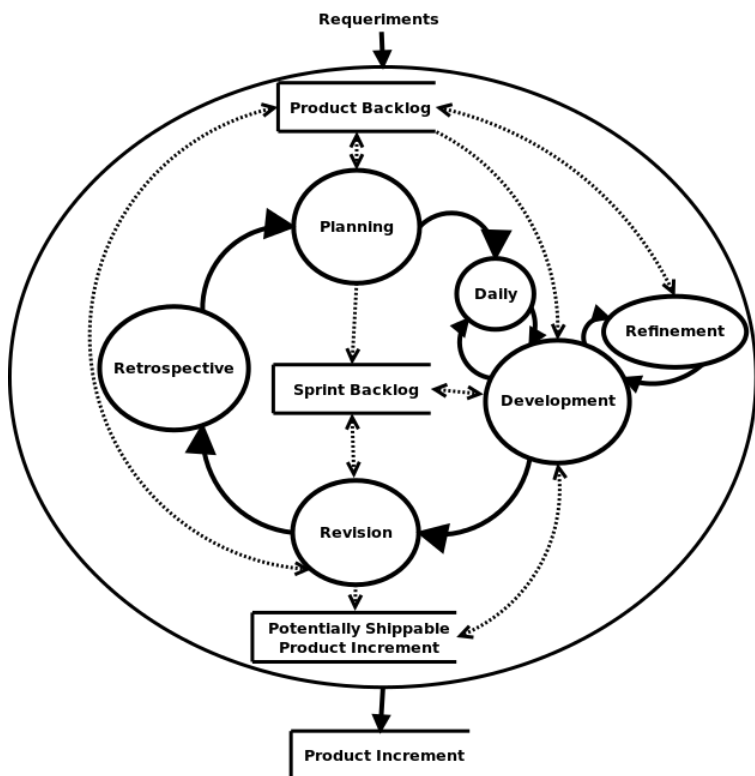 Requeriments
Product Backlog
Planning
Daily
Refinement
Retrospective
Sprint Backlog
Development
Revision
Potentially Shippable
Product Increment
Product Increment